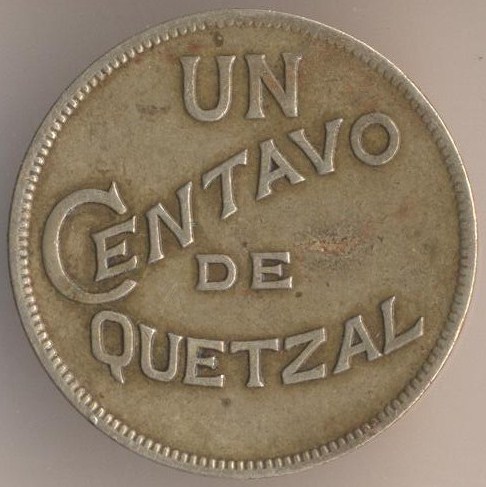 UN
CENTAVO
DE
QUETZAL